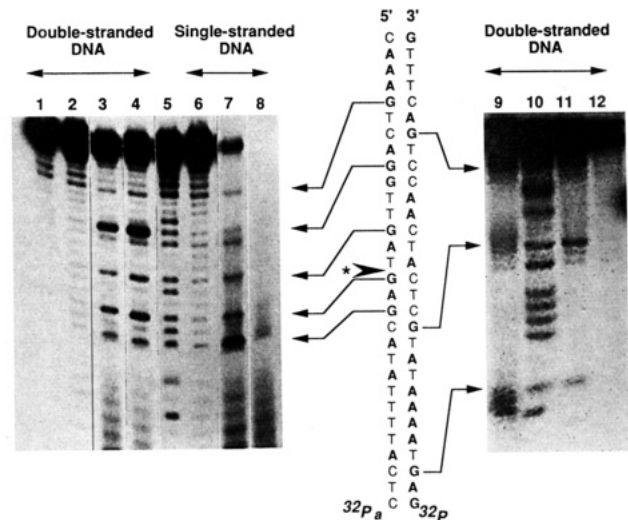 5' 3'
Double-stranded DNA
Single-stranded DNA
Double-stranded DNA
1 2 3 4 5 6 7 8
9 10 11 12
C G
A T
A T
A T
G C
T A
C G
A T
G C
G C
T A
T A
G C
A T
T A
*
G C
A T
G C
C G
A T
T A
A T
T A
T A
T A
T A
A T
C G
T A
C G
32Pa 32P